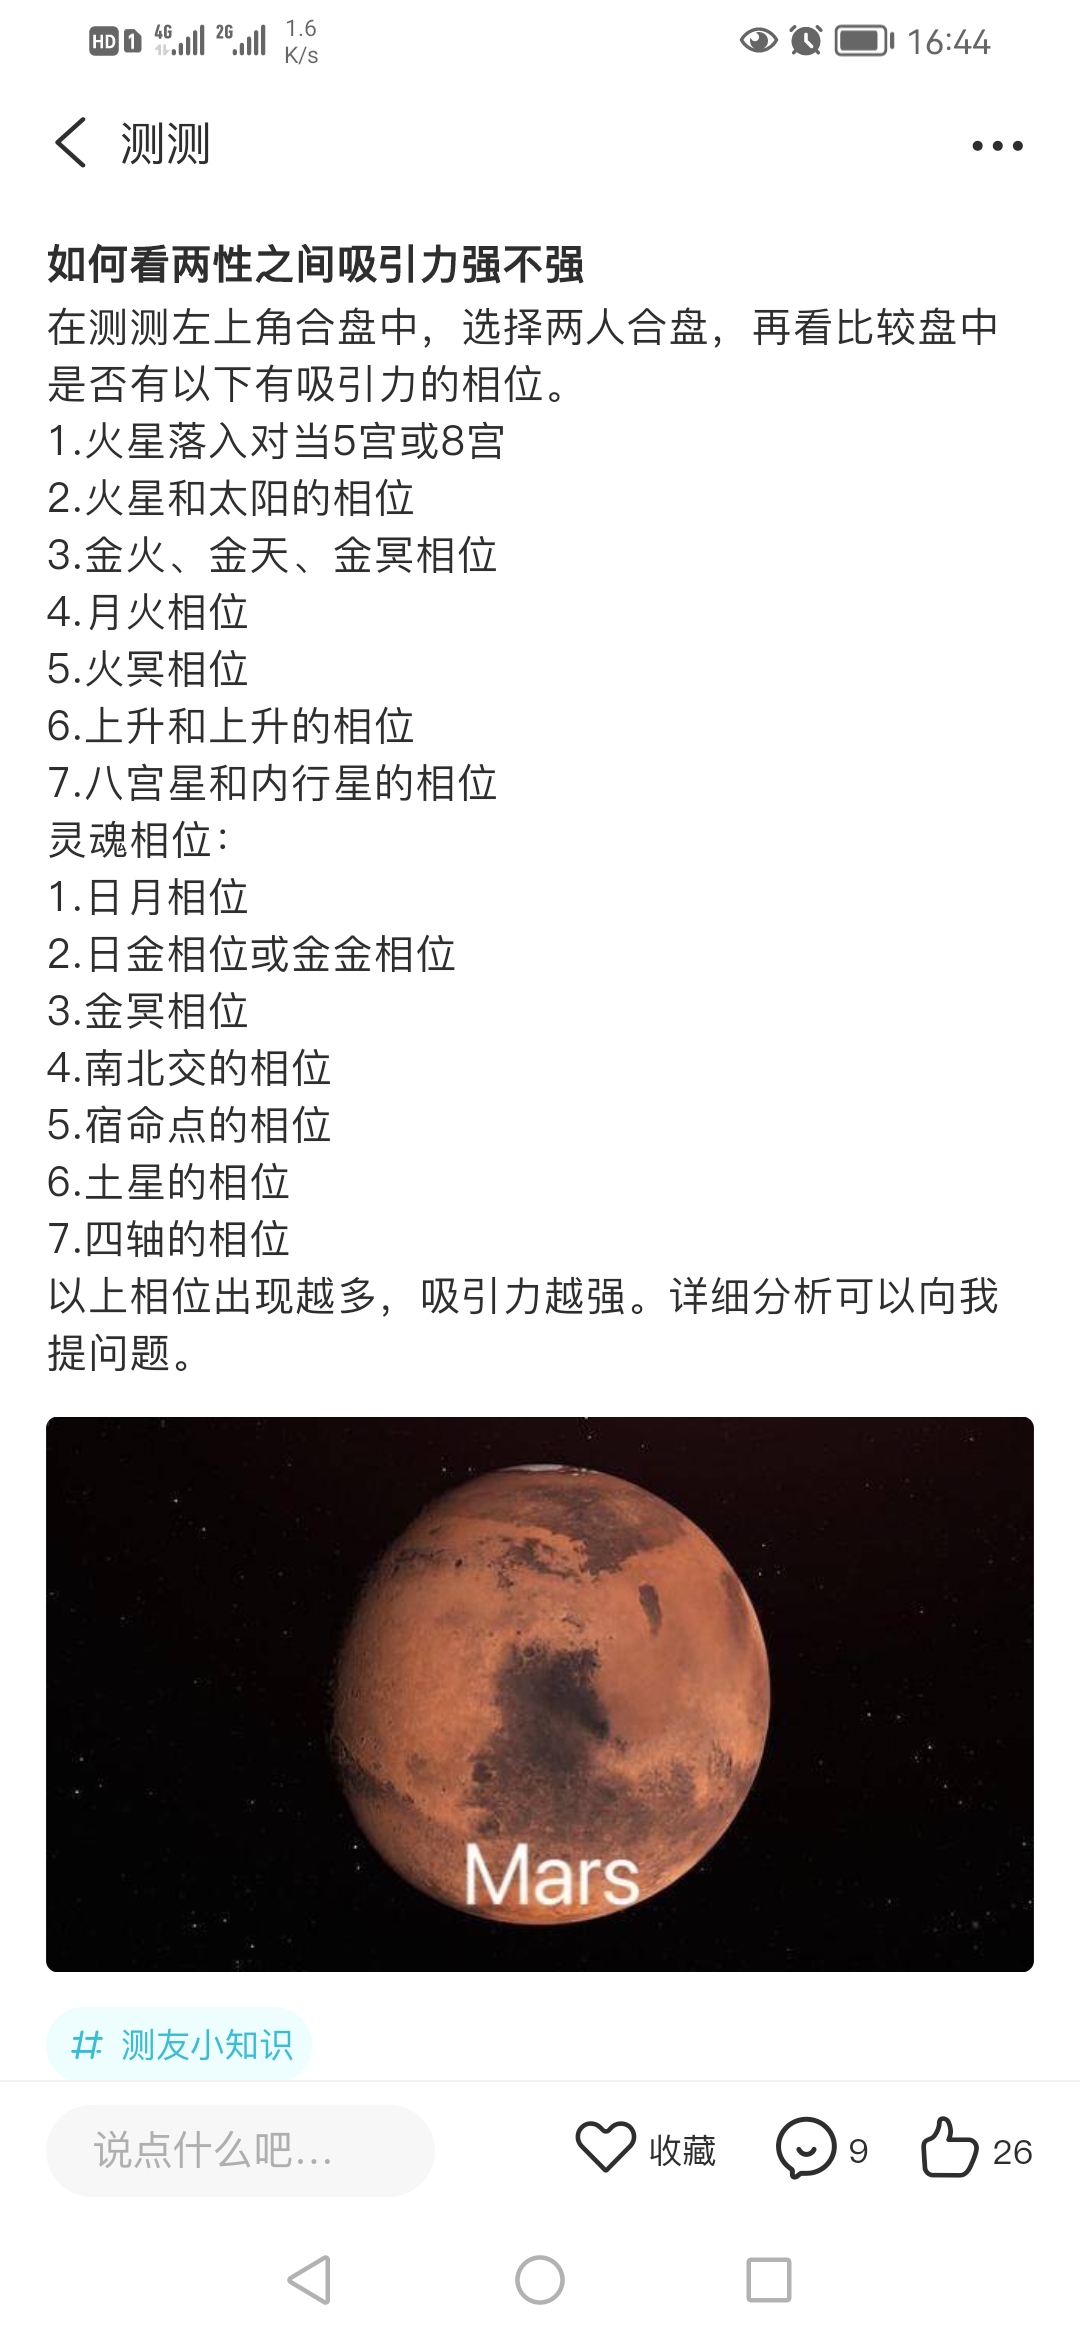 HD 1 4G 2G 1.6 K/s 16:44
测测
如何看两性之间吸引力强不强
在测测左上角合盘中，选择两人合盘，再看比较盘中
是否有以下有吸引力的相位。
1.火星落入对当5宫或8宫
2.火星和太阳的相位
3.金火、金天、金冥相位
4.月火相位
5.火冥相位
6.上升和上升的相位
7.八宫星和内行星的相位
灵魂相位：
1.日月相位
2.日金相位或金金相位
3.金冥相位
4.南北交的相位
5.宿命点的相位
6.土星的相位
7.四轴的相位
以上相位出现越多，吸引力越强。详细分析可以向我
提问题。
Mars
# 测友小知识
说点什么吧... 收藏 9 26